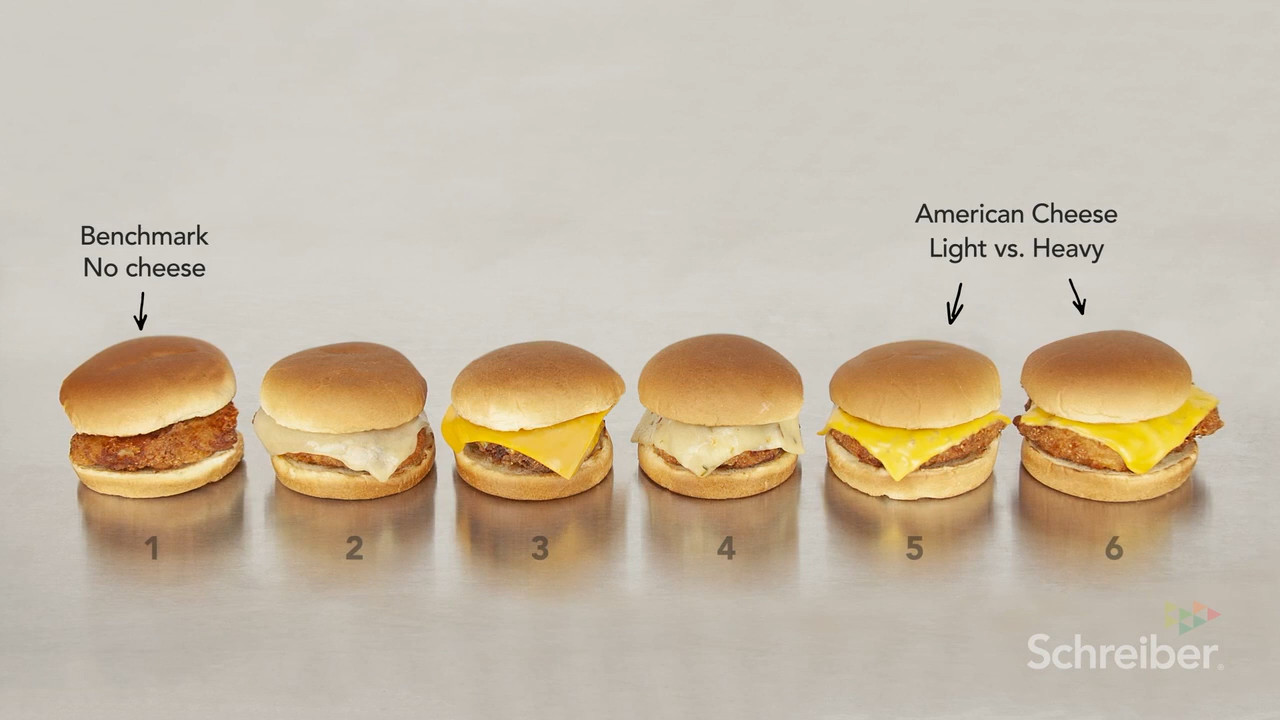 Benchmark
No cheese
American Cheese
Light vs. Heavy
1
2
3
4
5
6
Schreiber